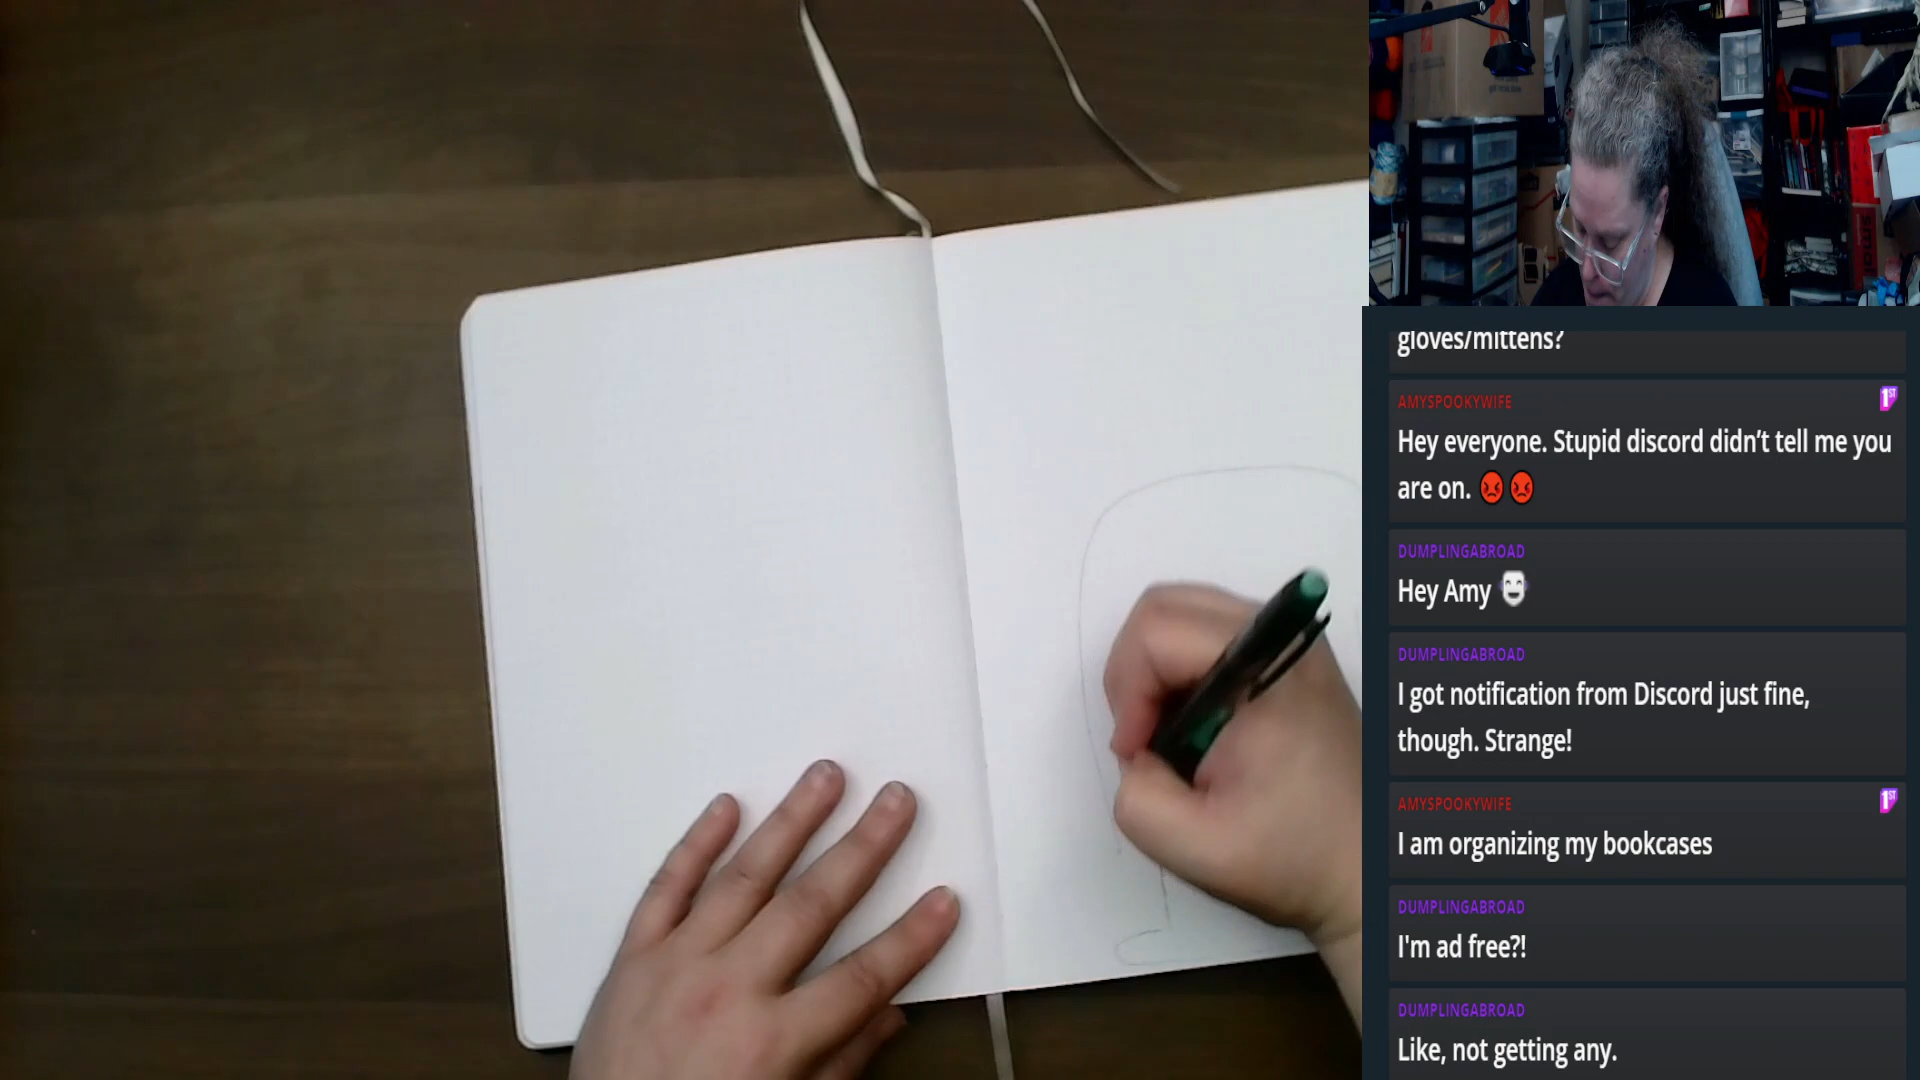 gloves/mittens?
AMYSPOOKYWIFE
Hey everyone. Stupid discord didn’t tell me you
are on.
DUMPLINGABROAD
Hey Amy
DUMPLINGABROAD
I got notification from Discord just fine,
though. Strange!
AMYSPOOKYWIFE
I am organizing my bookcases
DUMPLINGABROAD
I'm ad free?!
DUMPLINGABROAD
Like, not getting any.